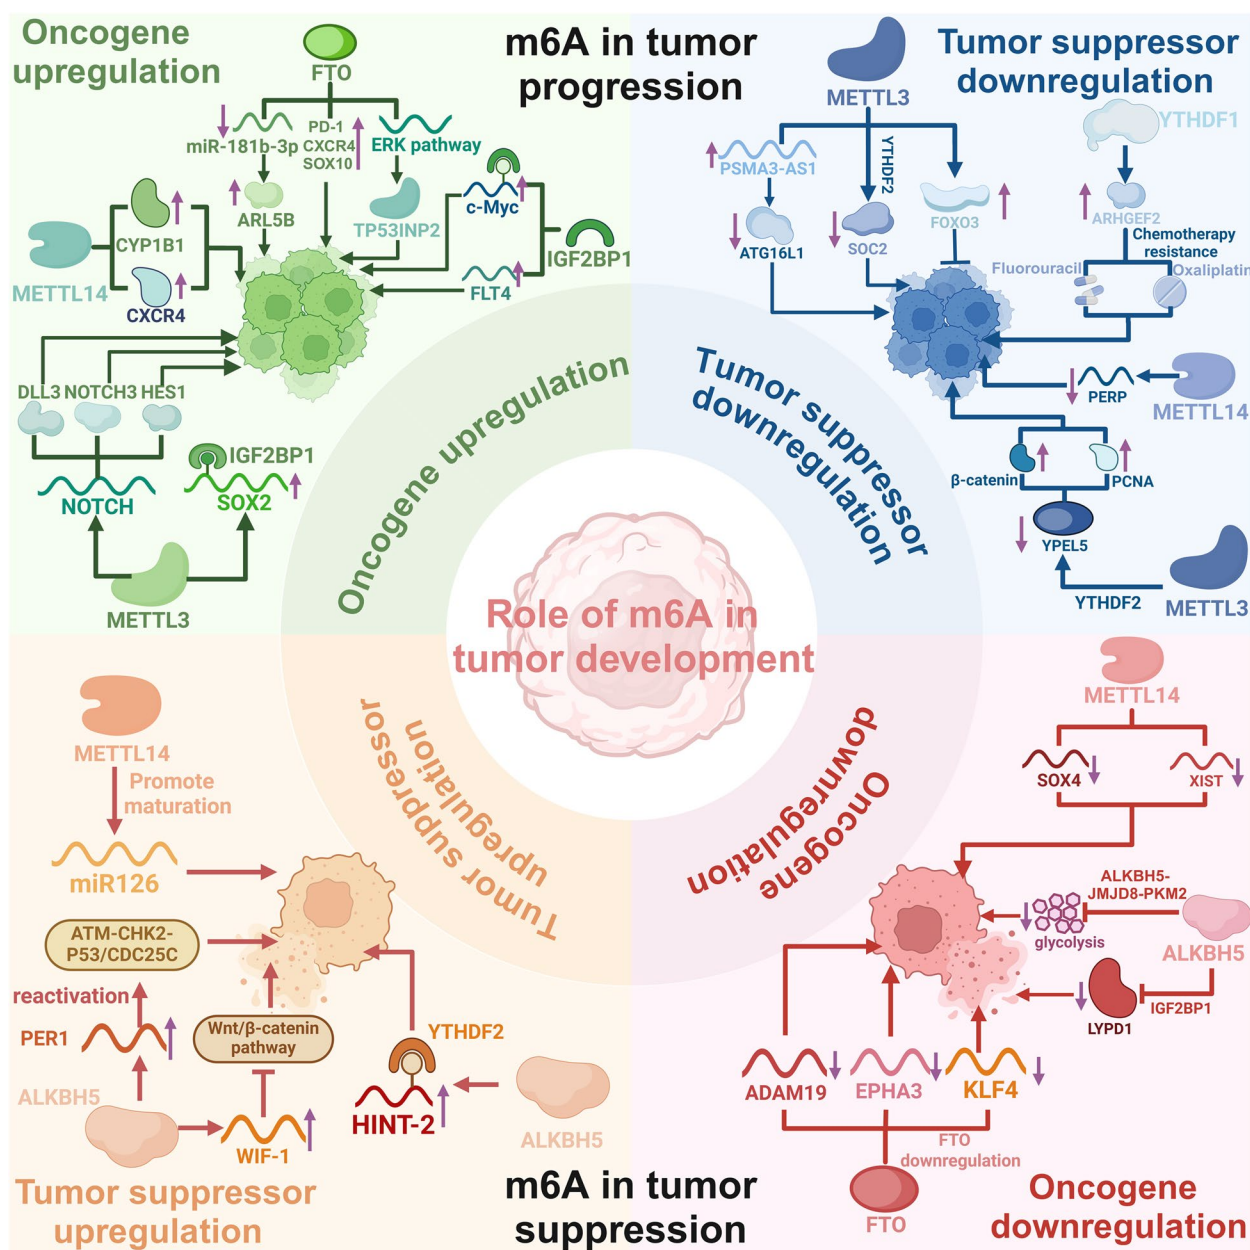 Oncogene
upregulation
FTO
miR-181b-3p
PD-1
CXCR4
SOX10
ERK pathway
ARL5B
TP53INP2
c-Myc
IGF2BP1
FLT4
METTL14
CYP1B1
CXCR4
DLL3 NOTCH3 HES1
NOTCH
IGF2BP1
SOX2
METTL3
m6A in tumor
progression
Tumor suppressor
downregulation
METTL3
PSMA3-AS1
ATG16L1
YTHDF2
SOC2
FOXO3
YTHDF1
ARHGEF2
Chemotherapy
resistance
Fluorouracil
Oxaliplatin
PERP
METTL14
β-catenin
PCNA
YPEL5
YTHDF2
METTL3
Oncogene upregulation
Tumor suppressor
downregulation
Role of m6A in
tumor development
Tumor suppressor
upregulation
Oncogene
downregulation
METTL14
Promote
maturation
miR126
ATM-CHK2-
P53/CDC25C
reactivation
PER1
Wnt/β-catenin
pathway
ALKBH5
WIF-1
YTHDF2
HINT-2
ALKBH5
Tumor suppressor
upregulation
m6A in tumor
suppression
METTL14
SOX4
XIST
ALKBH5-
JMJD8-PKM2
glycolysis
ALKBH5
LYPD1
IGF2BP1
ADAM19
EPHA3
KLF4
FTO
downregulation
FTO
Oncogene
downregulation